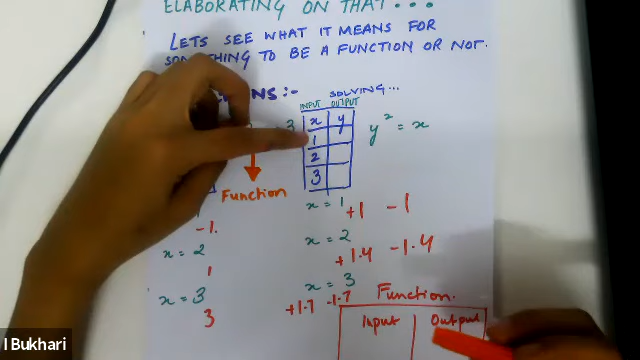 ELABORATING ON THAT...
LETS SEE WHAT IT MEANS FOR
SOMETHING TO BE A FUNCTION OR NOT.
NS:-
SOLVING...
INPUT OUTPUT
3
x y
y² = x
1
2
3
Function
x = 1
+1 -1
-1.
x = 2
x = 2
+1.4 -1.4
1
x = 3
x = 3
+1.7 -1.7
3
Function.
Input Output
I Bukhari